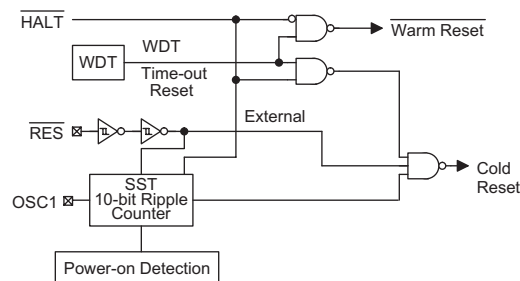 HALT
Warm Reset
WDT
WDT
Time-out
Reset
RES
External
Cold
Reset
OSC1
SST
10-bit Ripple
Counter
Power-on Detection